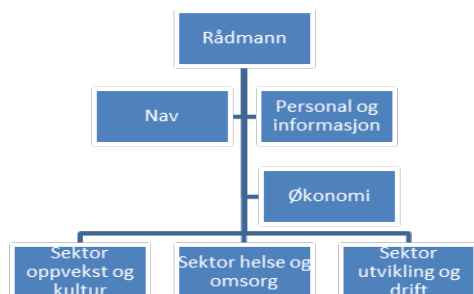 Rådmann
Nav
Personal og
informasjon
Økonomi
Sektor
oppvekst og
kultur
Sektor helse og
omsorg
Sektor
utvikling og
drift